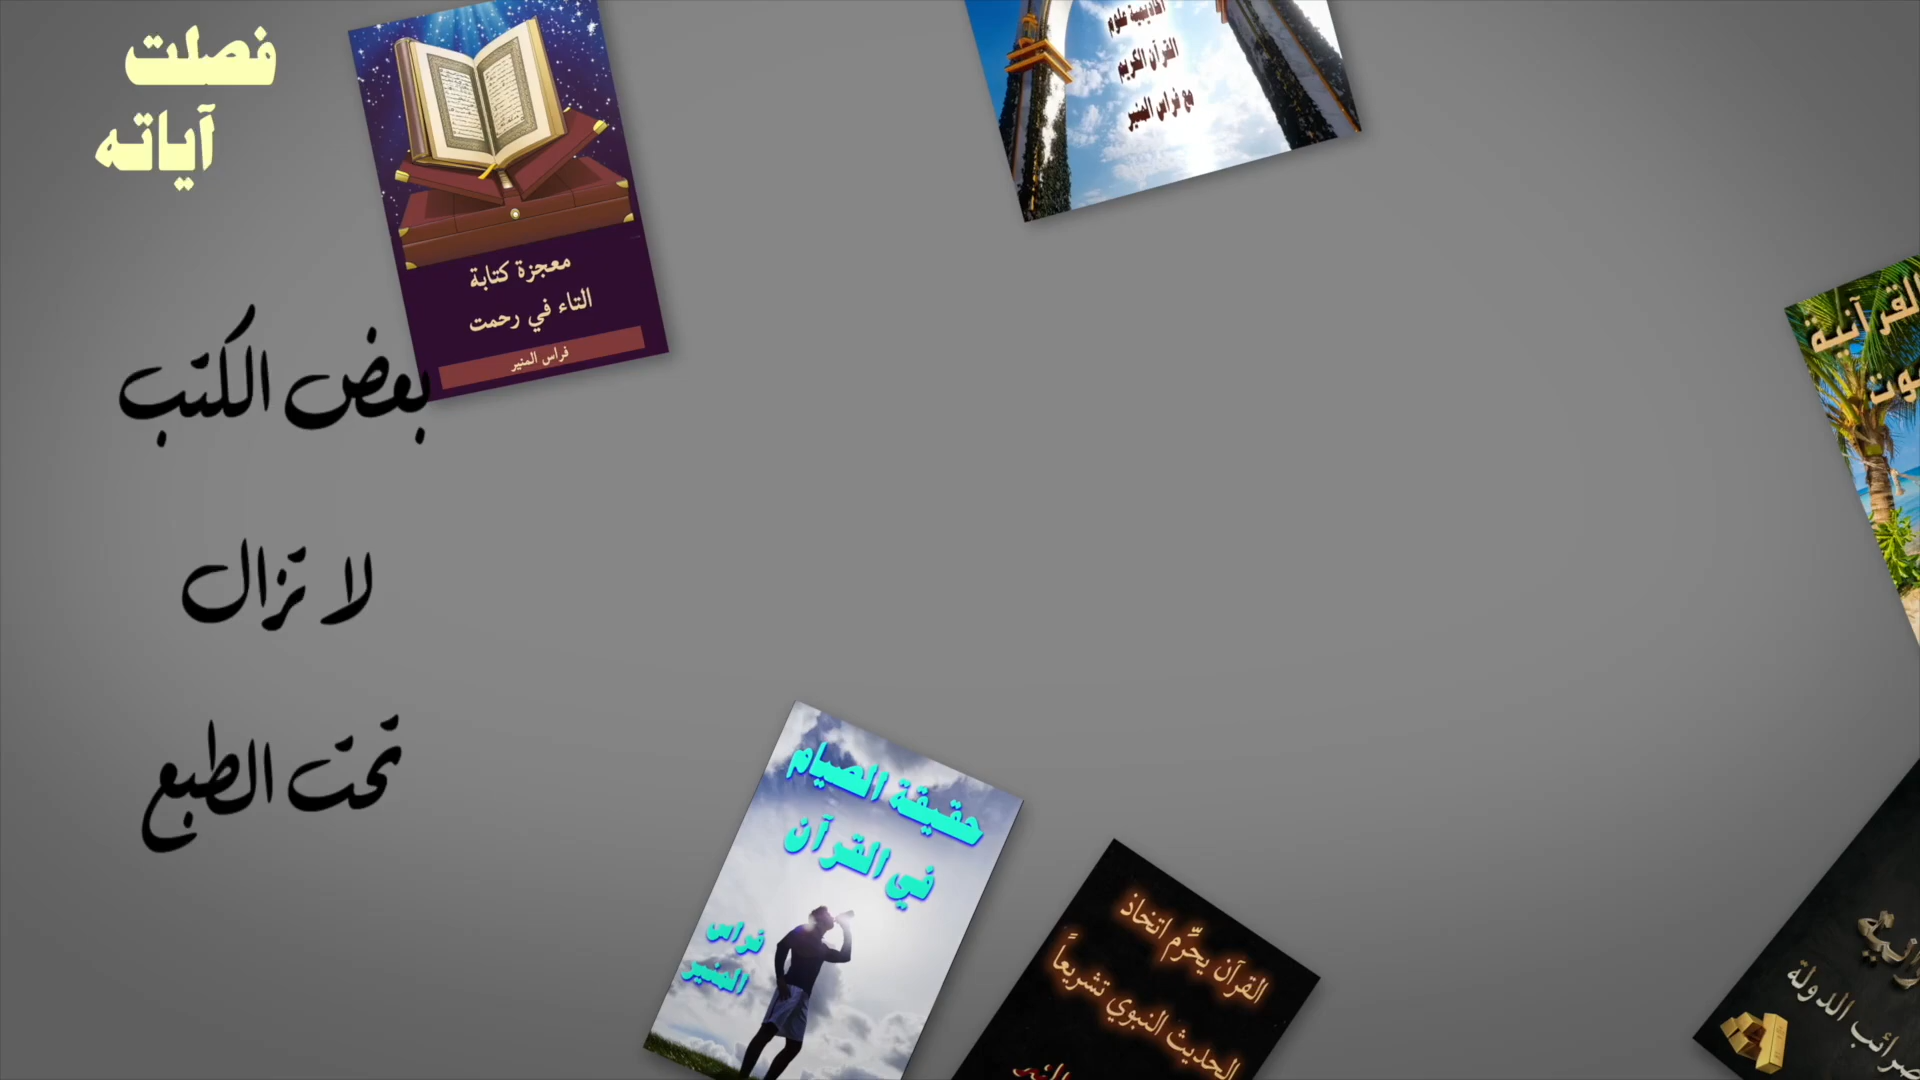 فصلت
آياته
معجزة كتابة
التاء في رحمت
فراس المنير
أكاديمية علوم
القرآن الكريم
مع فراس المنير
القرآنية
بعض الكتب
لا تزال
تحت الطبع
حقيقة الصيام
في القرآن
فراس
المنير
القرآن يحرِّم اتخاذ
الحديث النبوي تشريعاً
ضرائب الدولة